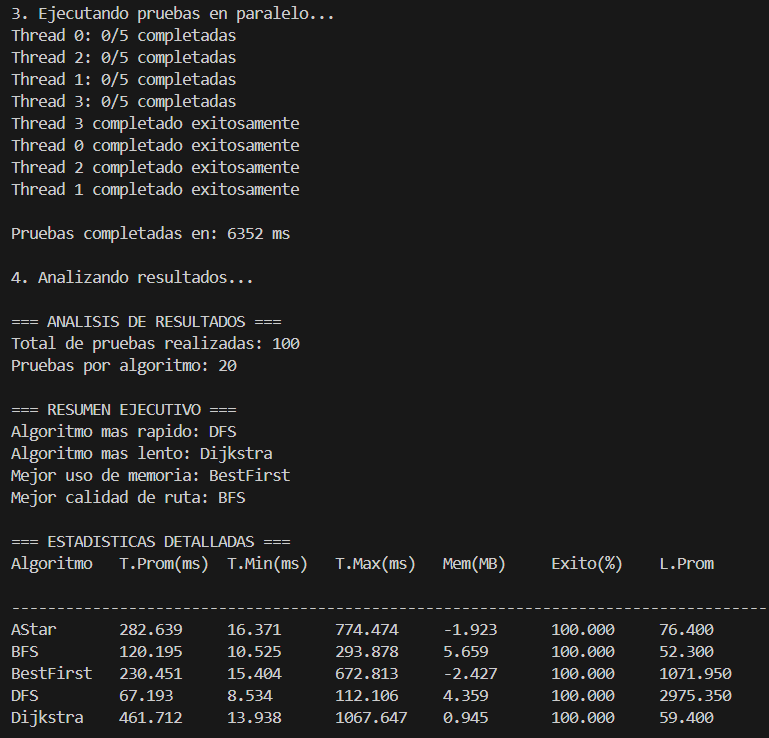 3. Ejecutando pruebas en paralelo...
Thread 0: 0/5 completadas
Thread 2: 0/5 completadas
Thread 1: 0/5 completadas
Thread 3: 0/5 completadas
Thread 3 completado exitosamente
Thread 0 completado exitosamente
Thread 2 completado exitosamente
Thread 1 completado exitosamente
Pruebas completadas en: 6352 ms
4. Analizando resultados...
=== ANALISIS DE RESULTADOS ===
Total de pruebas realizadas: 100
Pruebas por algoritmo: 20
=== RESUMEN EJECUTIVO ===
Algoritmo mas rapido: DFS
Algoritmo mas lento: Dijkstra
Mejor uso de memoria: BestFirst
Mejor calidad de ruta: BFS
=== ESTADISTICAS DETALLADAS ===
Algoritmo T.Prom(ms) T.Min(ms) T.Max(ms) Mem(MB) Exito(%) L.Prom
------------------------------------------------------------------------------------
AStar 282.639 16.371 774.474 -1.923 100.000 76.400
BFS 120.195 10.525 293.878 5.659 100.000 52.300
BestFirst 230.451 15.404 672.813 -2.427 100.000 1071.950
DFS 67.193 8.534 112.106 4.359 100.000 2975.350
Dijkstra 461.712 13.938 1067.647 0.945 100.000 59.400